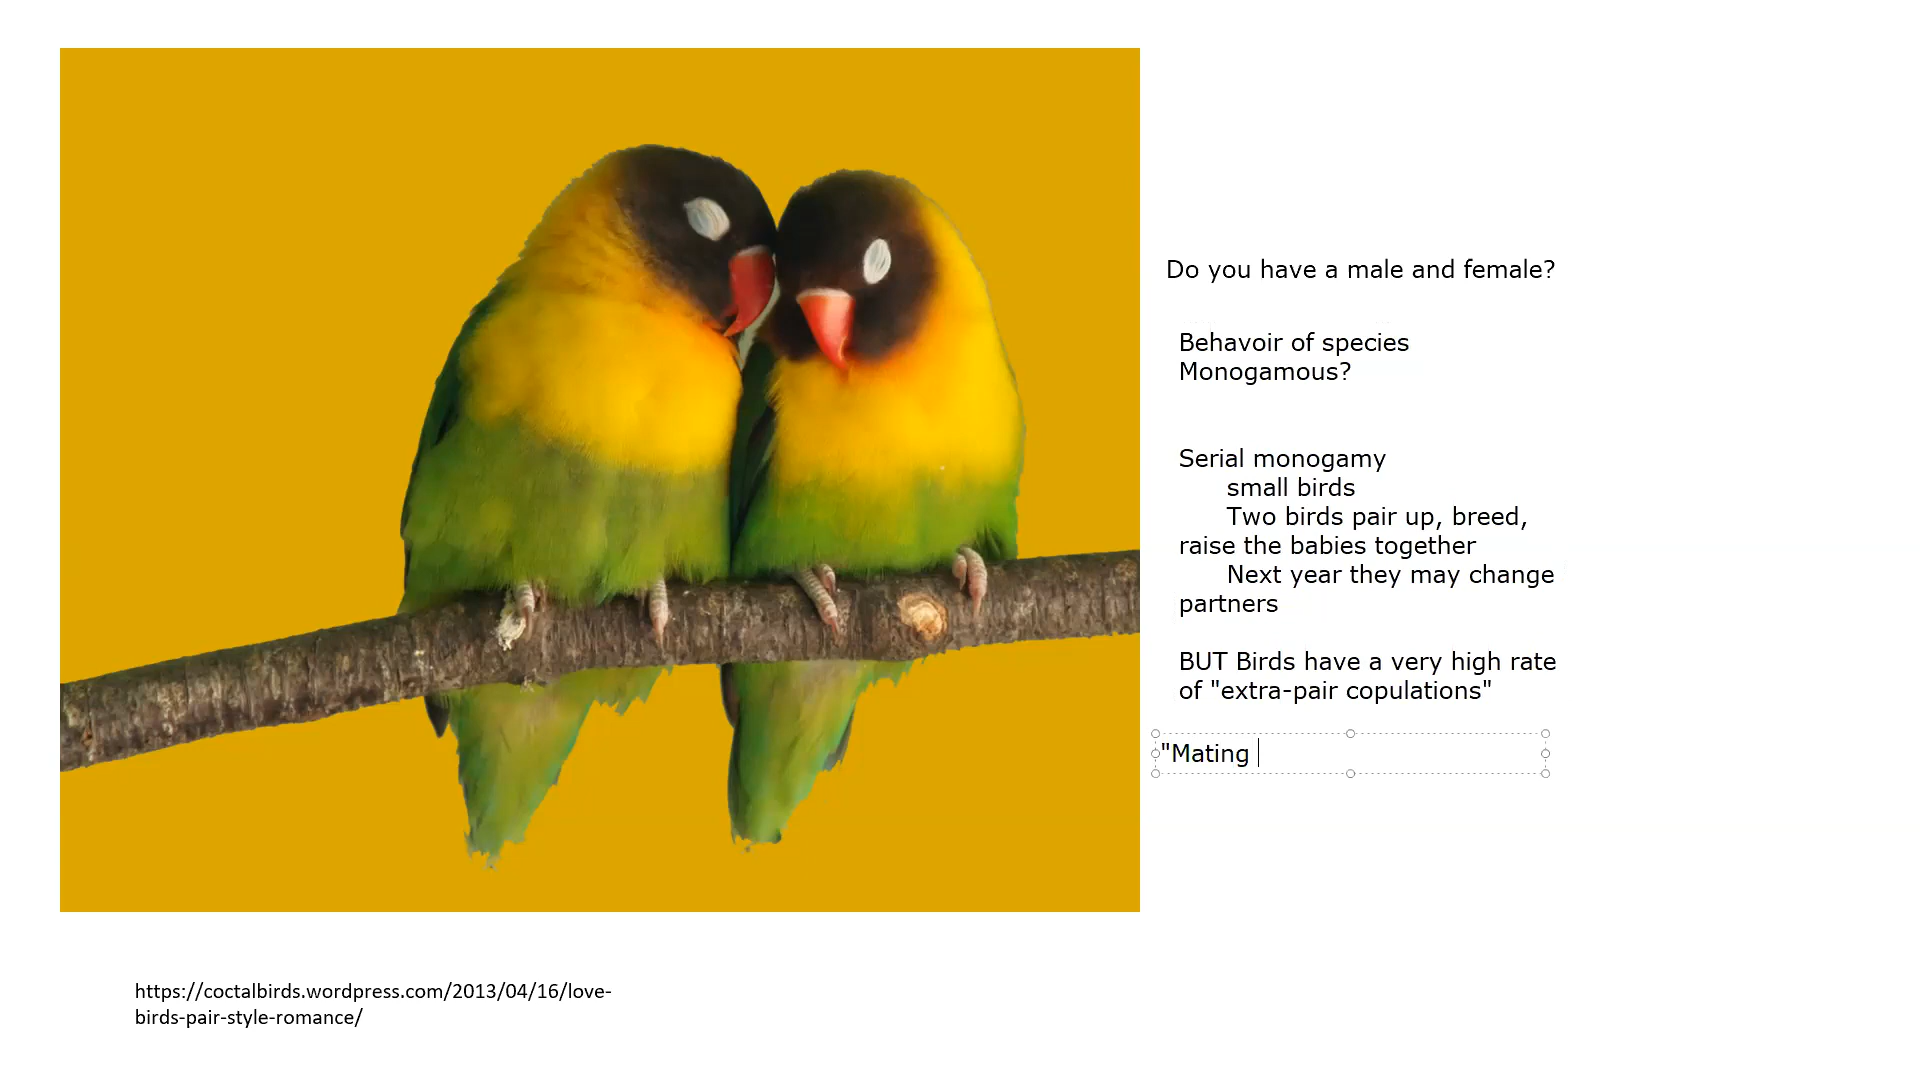 Do you have a male and female?
Behavoir of species
Monogamous?
Serial monogamy
small birds
Two birds pair up, breed,
raise the babies together
Next year they may change
partners
BUT Birds have a very high rate
of "extra-pair copulations"
"Mating
https://coctalbirds.wordpress.com/2013/04/16/love-
birds-pair-style-romance/